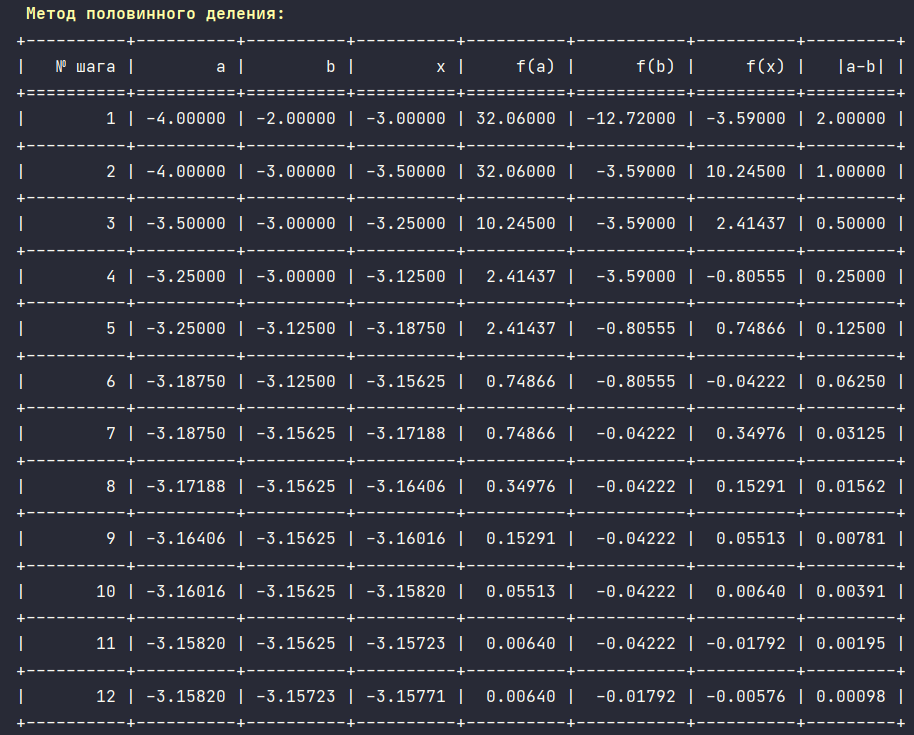 Метод половинного деления:
+----------+----------+----------+----------+----------+-----------+----------+---------+
|   № шага |        a |        b |        x |     f(a) |      f(b) |     f(x) |   |a-b| |
+==========+==========+==========+==========+==========+===========+==========+=========+
|        1 | -4.00000 | -2.00000 | -3.00000 | 32.06000 | -12.72000 | -3.59000 | 2.00000 |
+----------+----------+----------+----------+----------+-----------+----------+---------+
|        2 | -4.00000 | -3.00000 | -3.50000 | 32.06000 |  -3.59000 | 10.24500 | 1.00000 |
+----------+----------+----------+----------+----------+-----------+----------+---------+
|        3 | -3.50000 | -3.00000 | -3.25000 | 10.24500 |  -3.59000 |  2.41437 | 0.50000 |
+----------+----------+----------+----------+----------+-----------+----------+---------+
|        4 | -3.25000 | -3.00000 | -3.12500 |  2.41437 |  -3.59000 | -0.80555 | 0.25000 |
+----------+----------+----------+----------+----------+-----------+----------+---------+
|        5 | -3.25000 | -3.12500 | -3.18750 |  2.41437 |  -0.80555 |  0.74866 | 0.12500 |
+----------+----------+----------+----------+----------+-----------+----------+---------+
|        6 | -3.18750 | -3.12500 | -3.15625 |  0.74866 |  -0.80555 | -0.04222 | 0.06250 |
+----------+----------+----------+----------+----------+-----------+----------+---------+
|        7 | -3.18750 | -3.15625 | -3.17188 |  0.74866 |  -0.04222 |  0.34976 | 0.03125 |
+----------+----------+----------+----------+----------+-----------+----------+---------+
|        8 | -3.17188 | -3.15625 | -3.16406 |  0.34976 |  -0.04222 |  0.15291 | 0.01562 |
+----------+----------+----------+----------+----------+-----------+----------+---------+
|        9 | -3.16406 | -3.15625 | -3.16016 |  0.15291 |  -0.04222 |  0.05513 | 0.00781 |
+----------+----------+----------+----------+----------+-----------+----------+---------+
|       10 | -3.16016 | -3.15625 | -3.15820 |  0.05513 |  -0.04222 |  0.00640 | 0.00391 |
+----------+----------+----------+----------+----------+-----------+----------+---------+
|       11 | -3.15820 | -3.15625 | -3.15723 |  0.00640 |  -0.04222 | -0.01792 | 0.00195 |
+----------+----------+----------+----------+----------+-----------+----------+---------+
|       12 | -3.15820 | -3.15723 | -3.15771 |  0.00640 |  -0.01792 | -0.00576 | 0.00098 |
+----------+----------+----------+----------+----------+-----------+----------+---------+